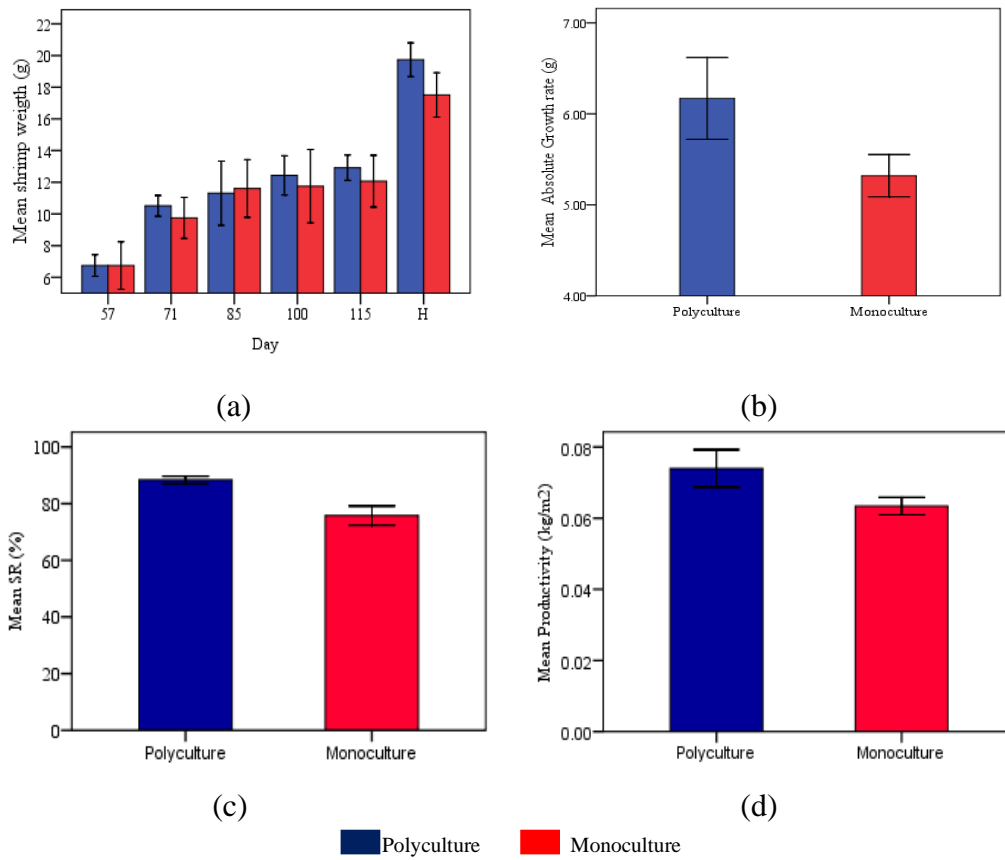 Mean shrimp weigth (g)
22
20
18
16
14
12
10
8
6
57 71 85 100 115 H
Day
(a)
Mean Absolute Growth rate (g)
7.00
6.00
5.00
4.00
Polyculture Monoculture
(b)
Mean SR (%)
100
80
60
40
20
0
Polyculture Monoculture
(c)
Mean Productivity (kg/m2)
0.08
0.06
0.04
0.02
0.00
Polyculture Monoculture
(d)
Polyculture Monoculture